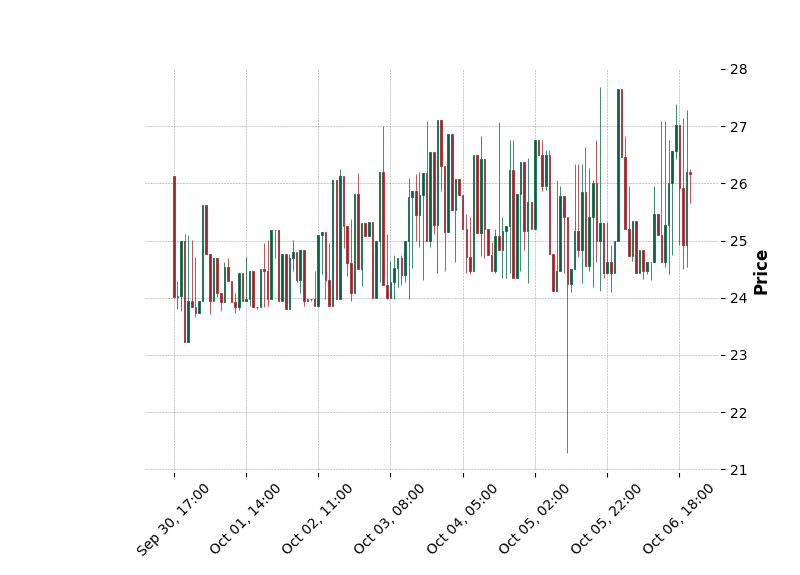 28
27
26
25
24
23
22
21
Price
Sep 30, 17:00
Oct 01, 14:00
Oct 02, 11:00
Oct 03, 08:00
Oct 04, 05:00
Oct 05, 02:00
Oct 05, 22:00
Oct 06, 18:00